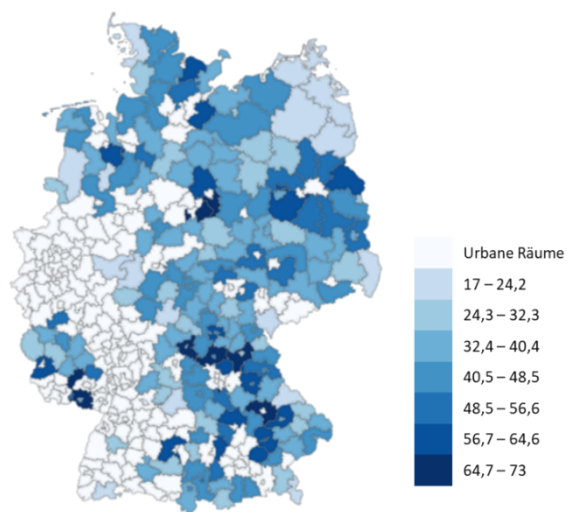 Urbane Räume
17 – 24,2
24,3 – 32,3
32,4 – 40,4
40,5 – 48,5
48,5 – 56,6
56,7 – 64,6
64,7 – 73